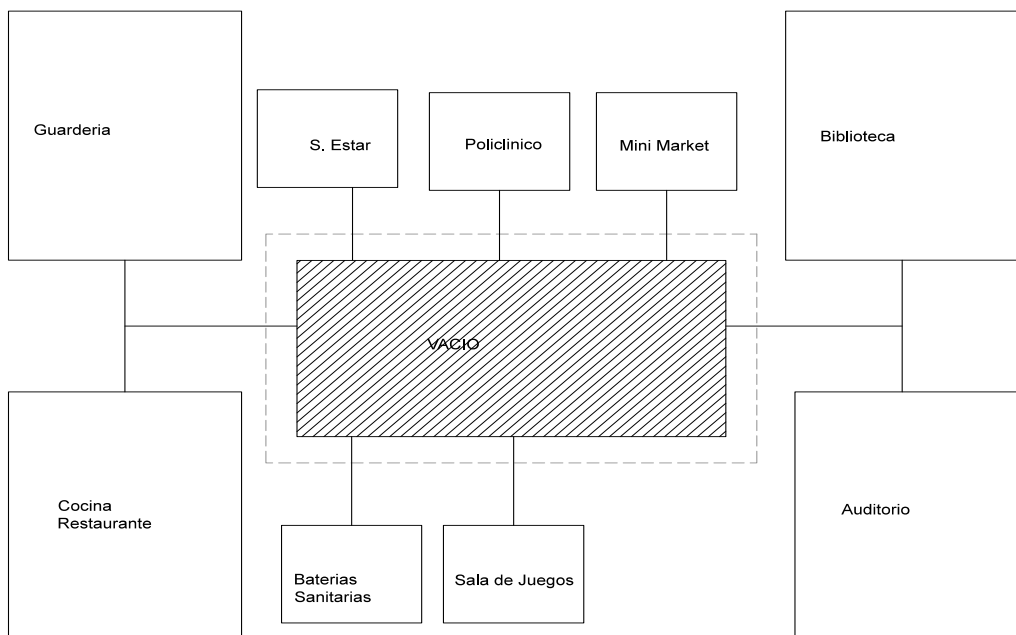 Guarderia
S. Estar
Policlinico
Mini Market
Biblioteca
VACIO
Cocina
Restaurante
Auditorio
Baterias
Sanitarias
Sala de Juegos